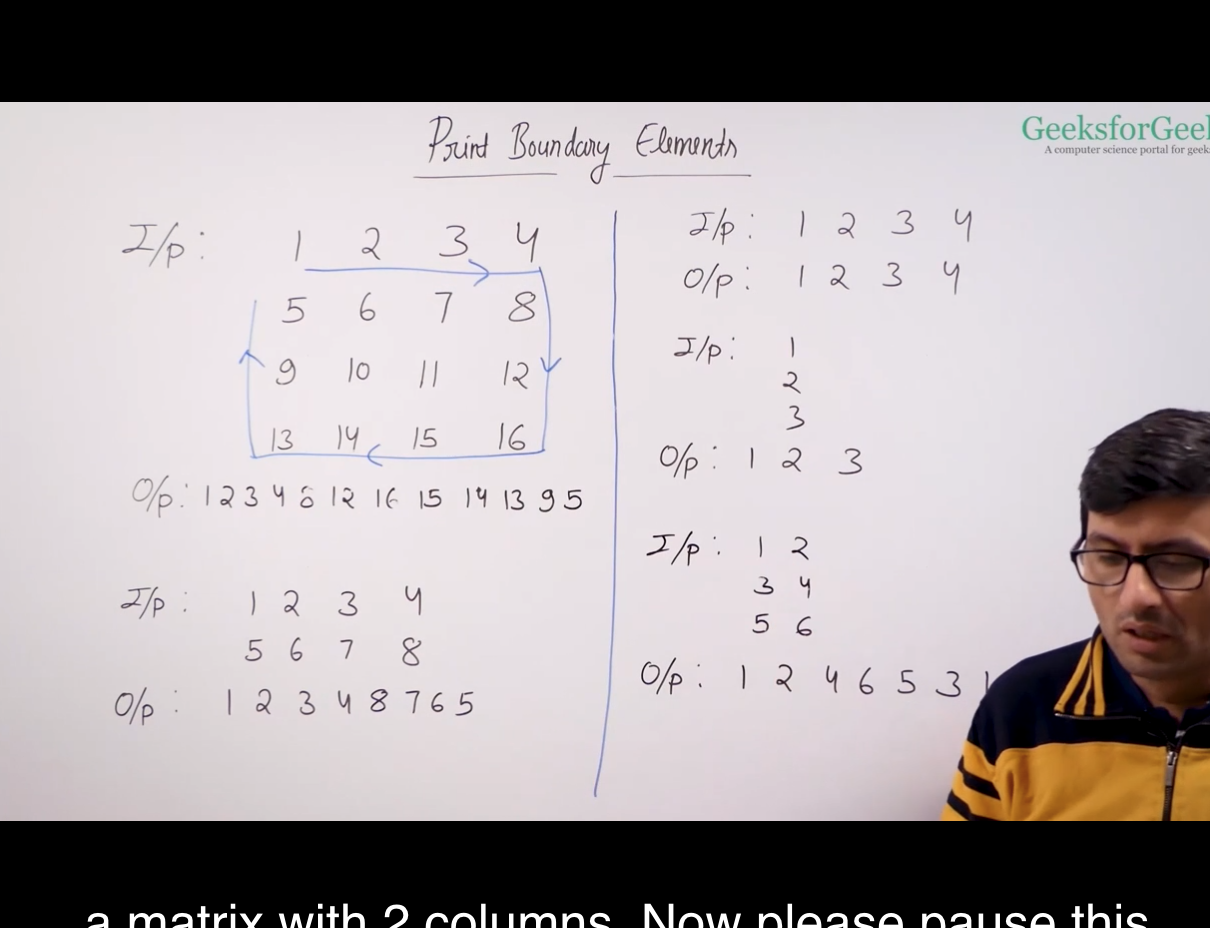 Print Boundary Elements
GeeksforGeel
A computer science portal for geeks
I/p: 1 2 3 4
5 6 7 8
9 10 11 12
13 14 15 16
O/p: 1 2 3 4 8 12 16 15 14 13 9 5
I/p: 1 2 3 4
5 6 7 8
O/p: 1 2 3 4 8 7 6 5
I/p: 1 2 3 4
O/p: 1 2 3 4
I/p: 1
2
3
O/p: 1 2 3
I/p: 1 2
3 4
5 6
O/p: 1 2 4 6 5 3 1
a matrix with 2 columns. Now please pause this